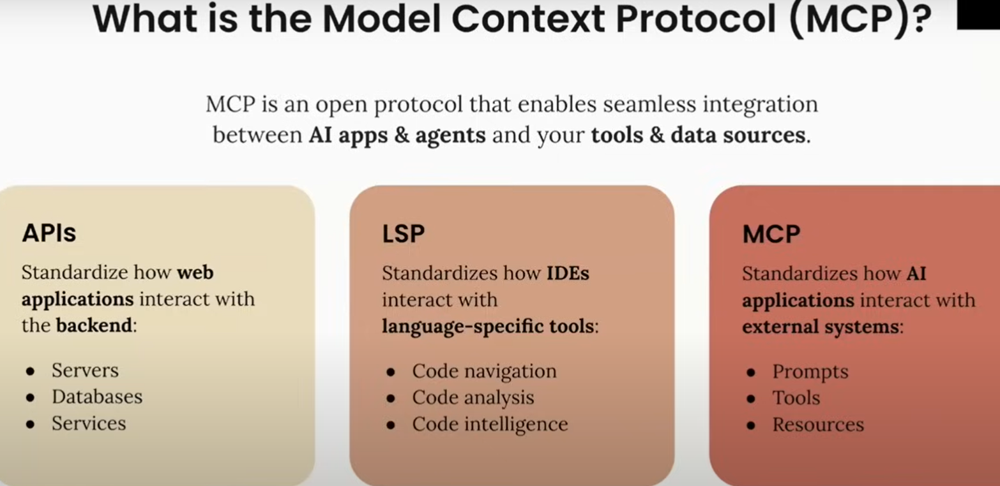 What is the Model Context Protocol (MCP)?
MCP is an open protocol that enables seamless integration
between AI apps & agents and your tools & data sources.
APIs
Standardize how web
applications interact with
the backend:
● Servers
● Databases
● Services
LSP
Standardizes how IDEs
interact with
language-specific tools:
● Code navigation
● Code analysis
● Code intelligence
MCP
Standardizes how AI
applications interact with
external systems:
● Prompts
● Tools
● Resources